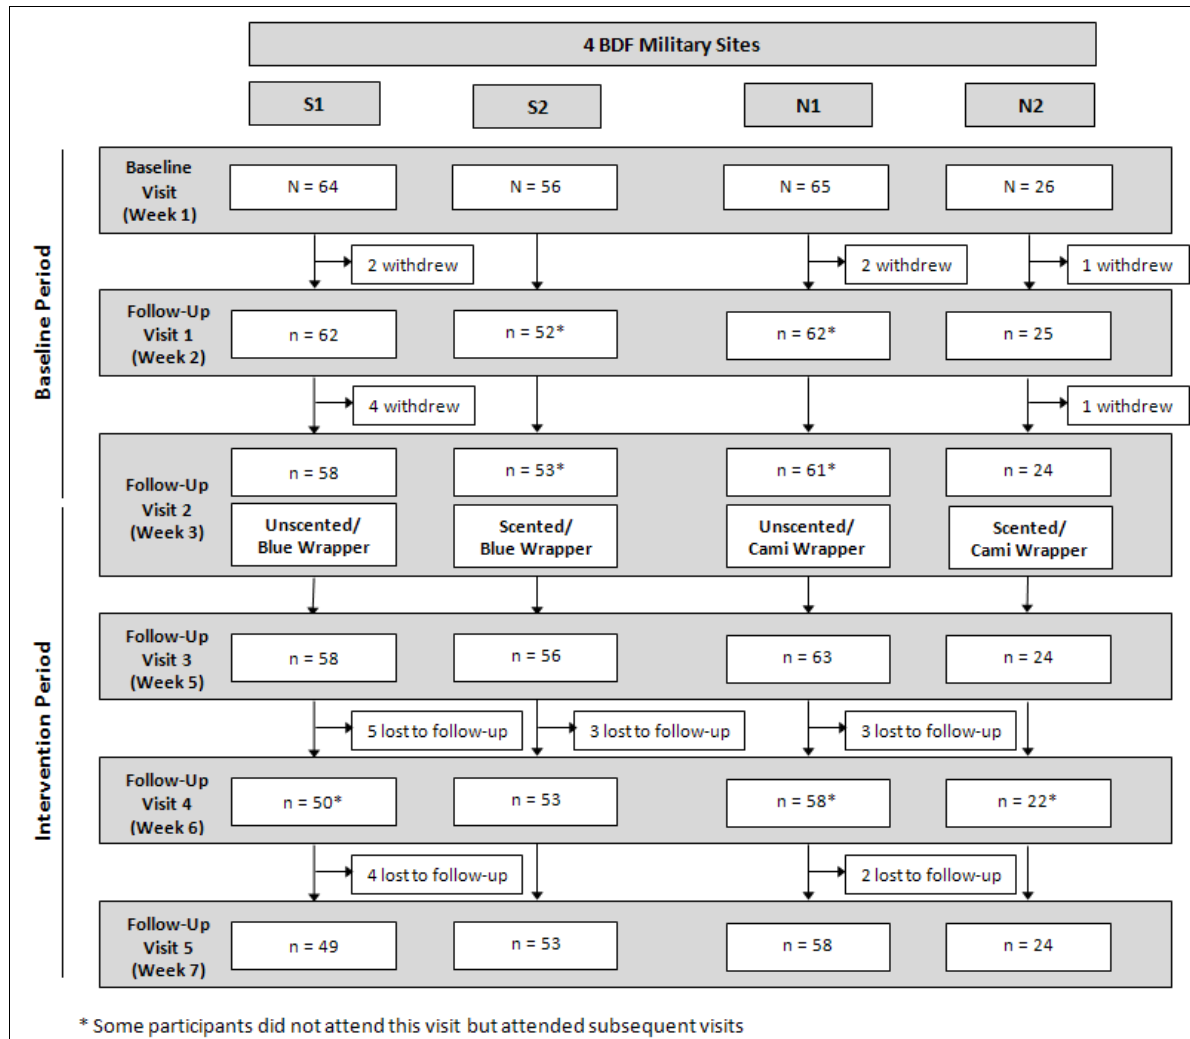 4 BDF Military Sites
S1
S2
N1
N2
Baseline Period
Baseline
Visit
(Week 1)
N = 64
N = 56
N = 65
N = 26
2 withdrew
2 withdrew
1 withdrew
Follow-Up
Visit 1
(Week 2)
n = 62
n = 52*
n = 62*
n = 25
4 withdrew
1 withdrew
Follow-Up
Visit 2
(Week 3)
n = 58
n = 53*
n = 61*
n = 24
Unscented/
Blue Wrapper
Scented/
Blue Wrapper
Unscented/
Cami Wrapper
Scented/
Cami Wrapper
Intervention Period
Follow-Up
Visit 3
(Week 5)
n = 58
n = 56
n = 63
n = 24
5 lost to follow-up
3 lost to follow-up
3 lost to follow-up
Follow-Up
Visit 4
(Week 6)
n = 50*
n = 53
n = 58*
n = 22*
4 lost to follow-up
2 lost to follow-up
Follow-Up
Visit 5
(Week 7)
n = 49
n = 53
n = 58
n = 24
* Some participants did not attend this visit but attended subsequent visits